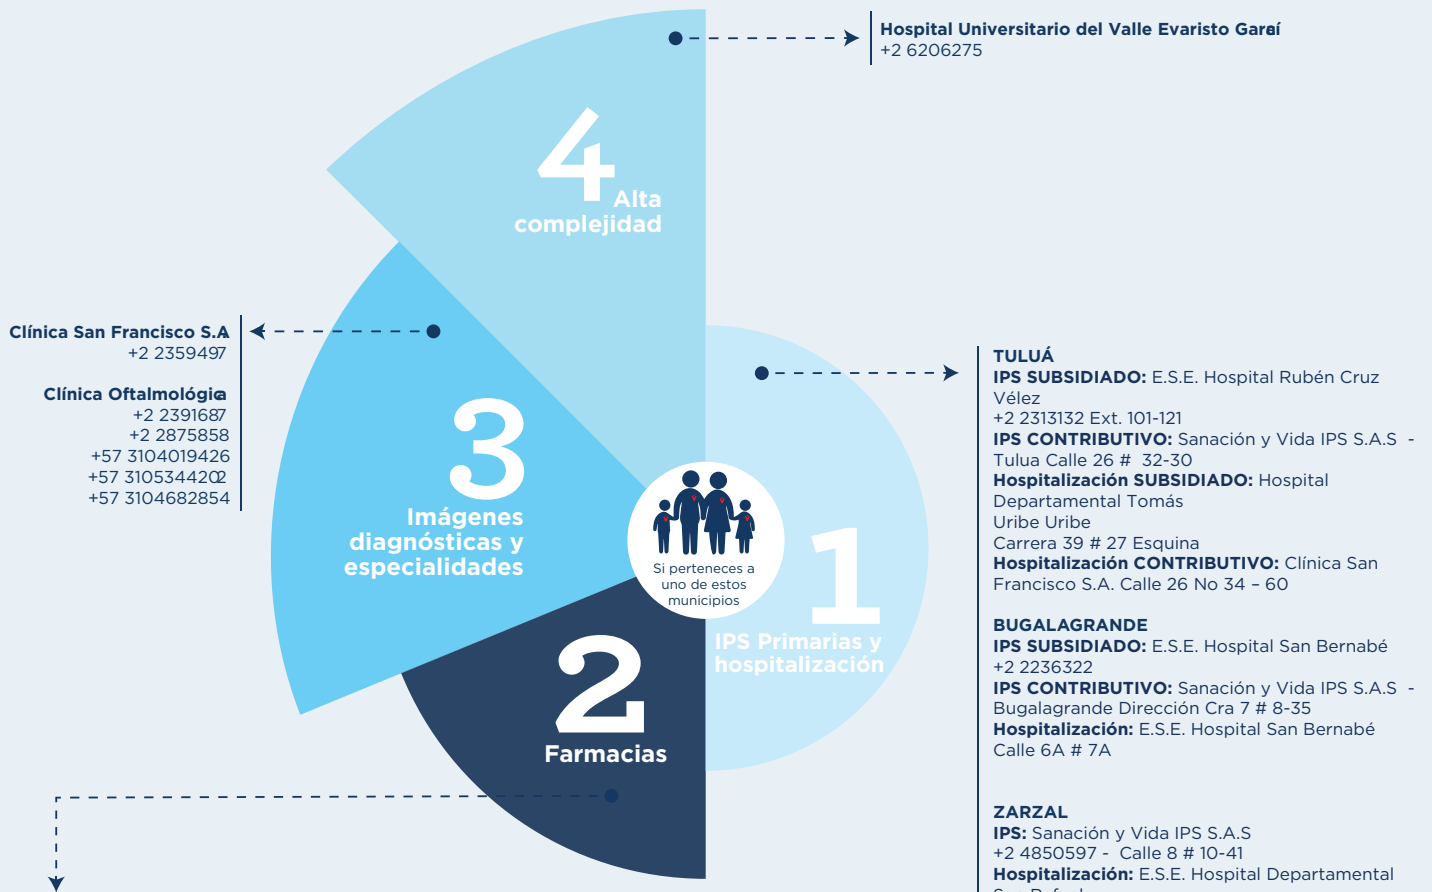 Hospital Universitario del Valle Evaristo Garcí
+2 6206275
4
Alta
complejidad
Clínica San Francisco S.A
+2 2359497
Clínica Oftalmológica
+2 2391687
+2 2875858
+57 3104019426
+57 3105344202
+57 3104682854
3
Imágenes
diagnósticas y
especialidades
Si perteneces a
uno de estos
municipios
1
IPS Primarias y
hospitalización
2
Farmacias
TULUÁ
IPS SUBSIDIADO: E.S.E. Hospital Rubén Cruz
Vélez
+2 2313132 Ext. 101-121
IPS CONTRIBUTIVO: Sanación y Vida IPS S.A.S -
Tulua Calle 26 # 32-30
Hospitalización SUBSIDIADO: Hospital
Departamental Tomás
Uribe Uribe
Carrera 39 # 27 Esquina
Hospitalización CONTRIBUTIVO: Clínica San
Francisco S.A. Calle 26 No 34 – 60
BUGALAGRANDE
IPS SUBSIDIADO: E.S.E. Hospital San Bernabé
+2 2236322
IPS CONTRIBUTIVO: Sanación y Vida IPS S.A.S -
Bugalagrande Dirección Cra 7 # 8-35
Hospitalización: E.S.E. Hospital San Bernabé
Calle 6A # 7A
ZARZAL
IPS: Sanación y Vida IPS S.A.S
+2 4850597 - Calle 8 # 10-41
Hospitalización: E.S.E. Hospital Departamental